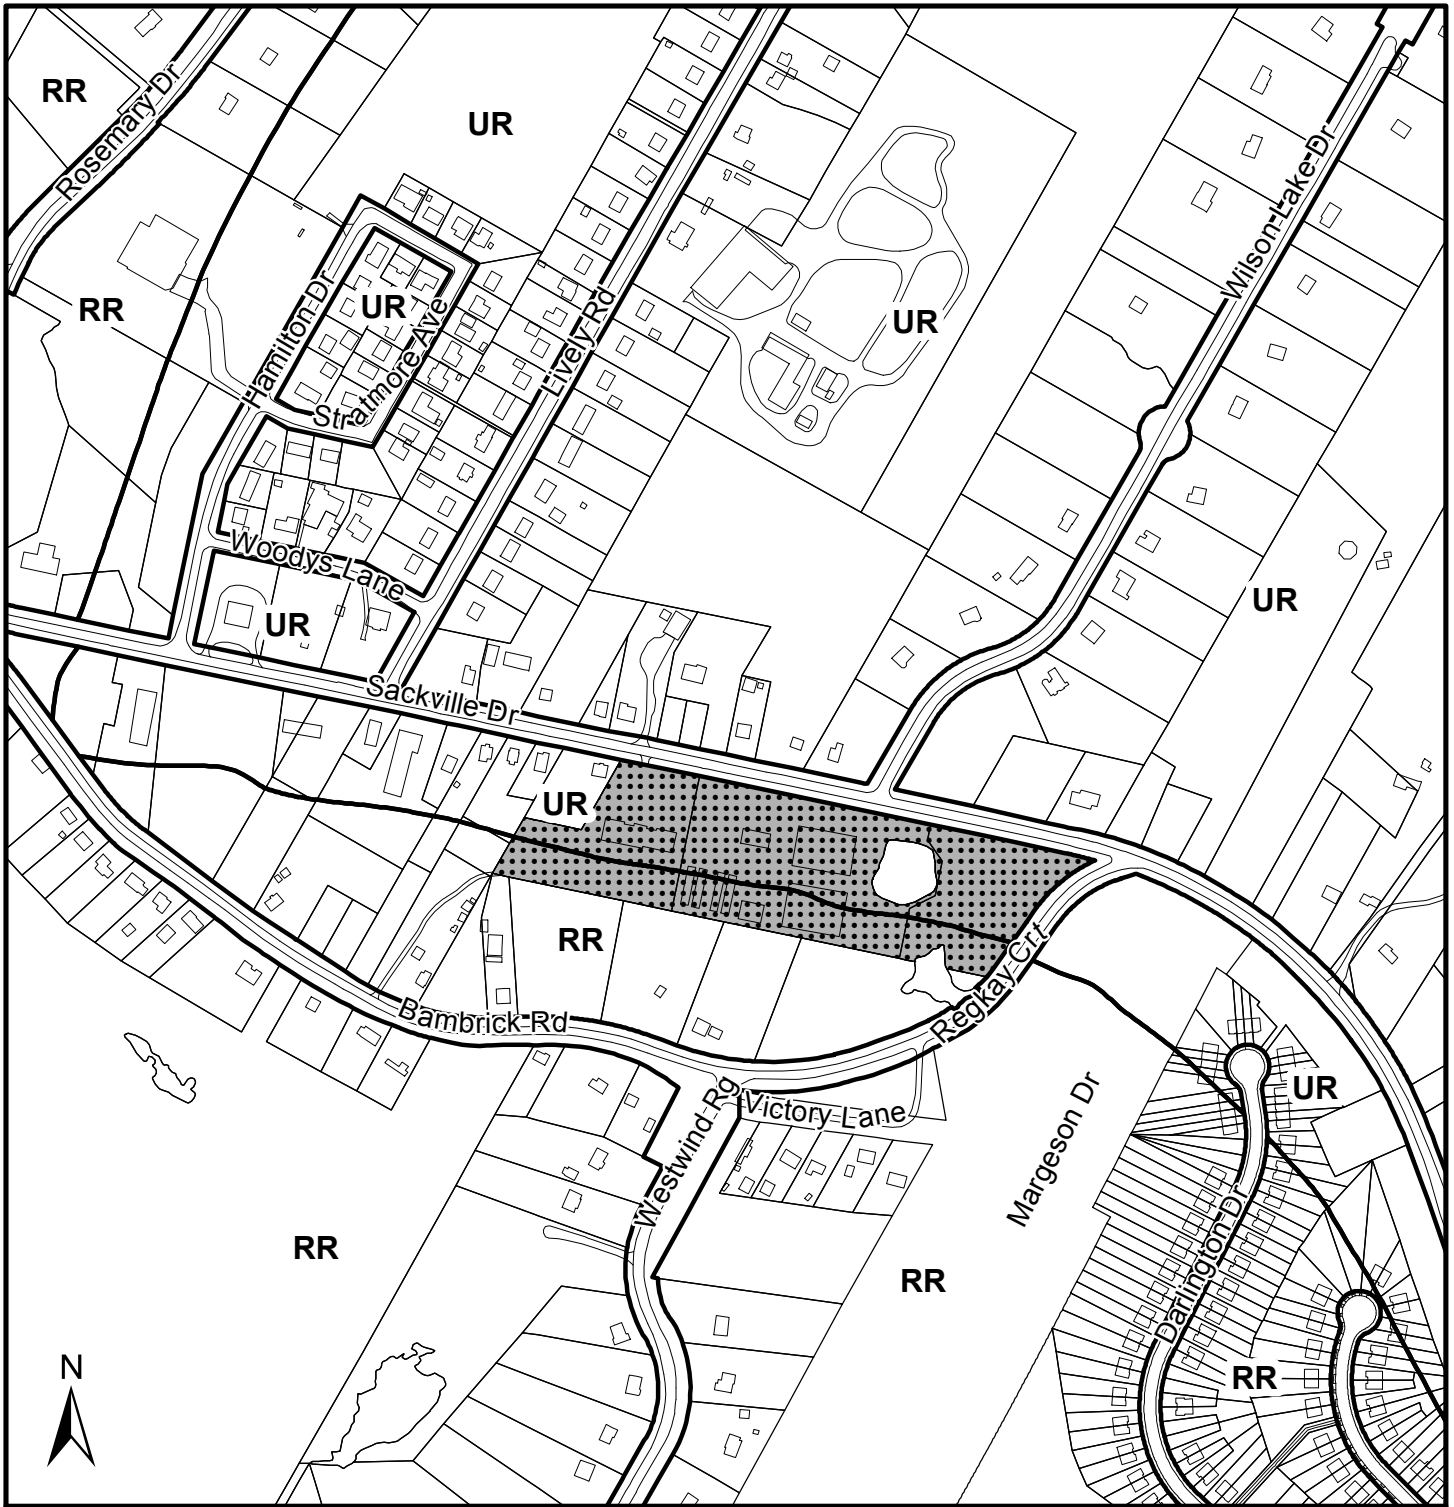 RR
Rosemary Dr
UR
Wilson Lake Dr
RR
Hamilton Dr
UR
Stratmore Ave
Lively Rd
UR
Woodys Lane
UR
UR
Sackville Dr
UR
RR
Bambrick Rd
Regkay Crt
Westwind Rg
Victory Lane
Margeson Dr
UR
Darlington Dr
RR
RR
RR
N